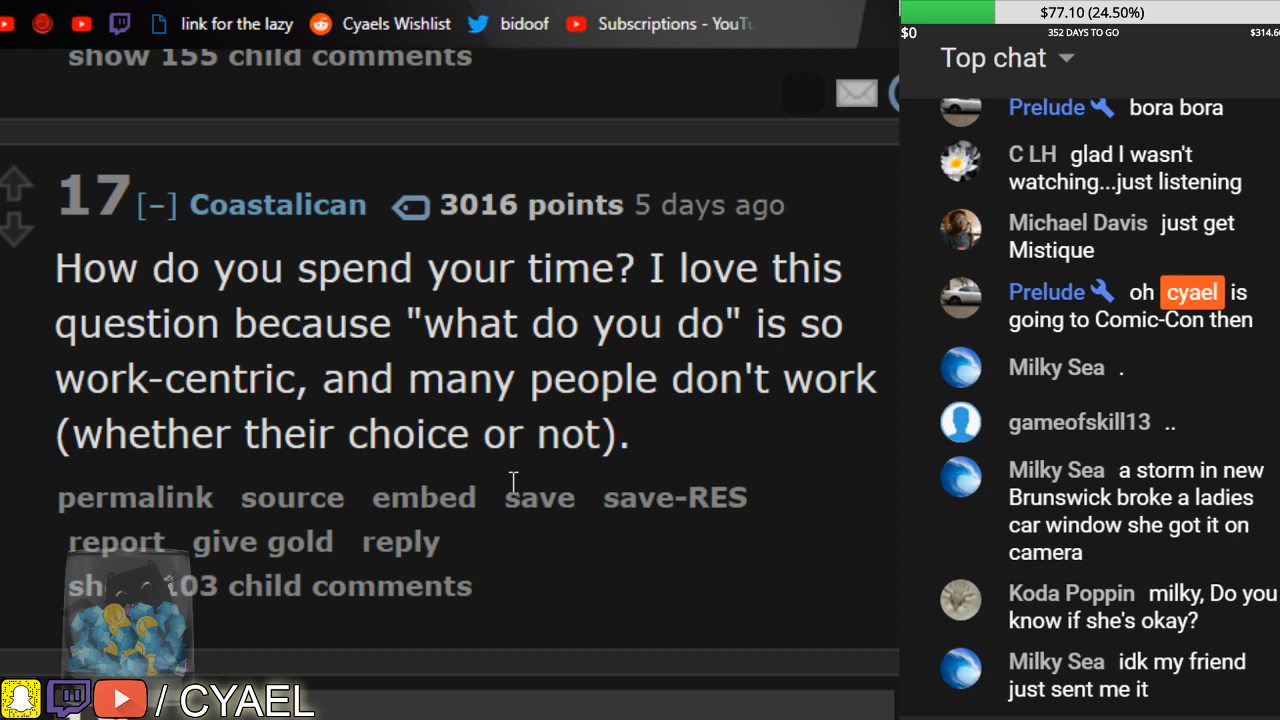 link for the lazy Cyaels Wishlist bidoof Subscriptions - YouTu
show 155 child comments
17 [–] Coastalican 3016 points 5 days ago
How do you spend your time? I love this
question because "what do you do" is so
work-centric, and many people don't work
(whether their choice or not).
permalink source embed save save-RES
report give gold reply
103 child comments
/ CYAEL
$77.10 (24.50%)
$0 352 DAYS TO GO $314.6
Top chat
Prelude bora bora
C LH glad I wasn't
watching...just listening
Michael Davis just get
Mistique
Prelude oh cyael is
going to Comic-Con then
Milky Sea .
gameofskill13 ..
Milky Sea a storm in new
Brunswick broke a ladies
car window she got it on
camera
Koda Poppin milky, Do you
know if she's okay?
Milky Sea idk my friend
just sent me it